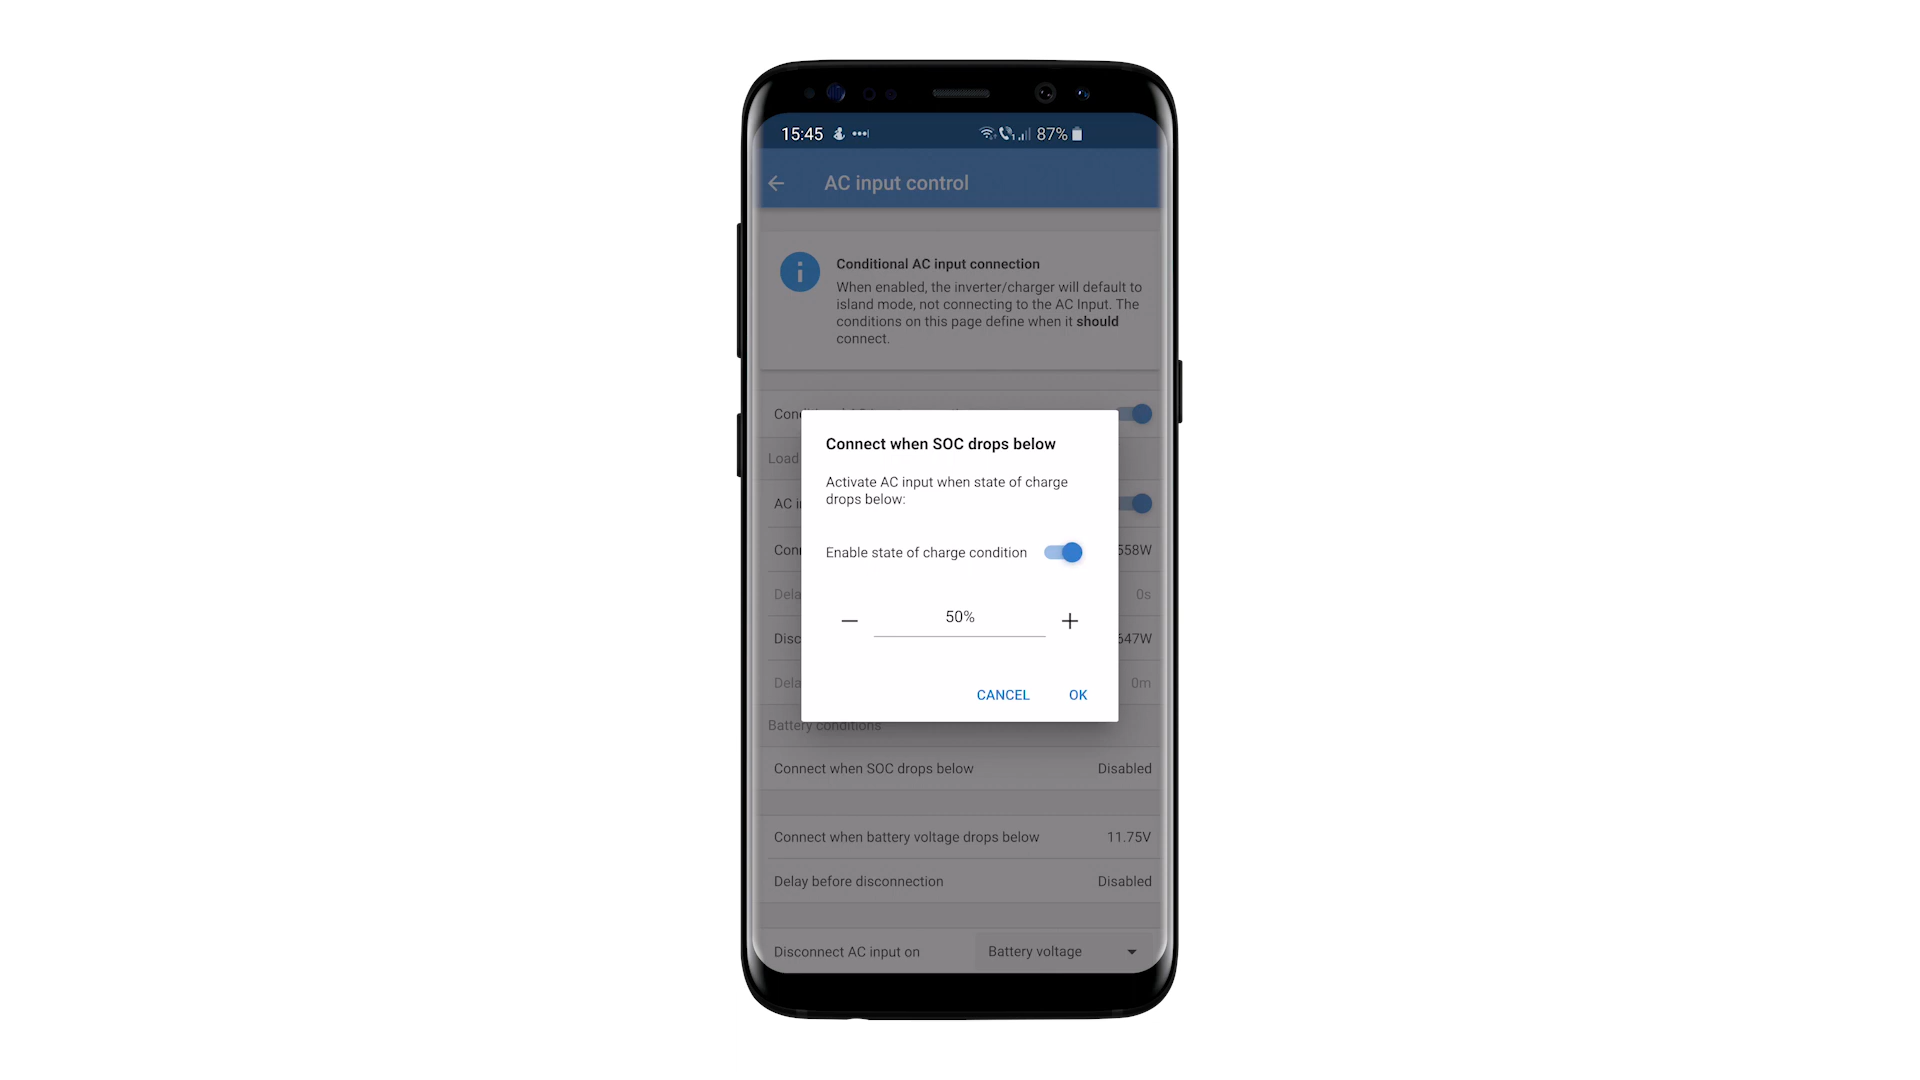 15:45
87%
AC input control
Conditional AC input connection
When enabled, the inverter/charger will default to
island mode, not connecting to the AC Input. The
conditions on this page define when it should
connect.
Load
AC
Connect when SOC drops below
Activate AC input when state of charge
drops below:
Enable state of charge condition
558W
0s
50%
647W
0m
CANCEL OK
Battery conditions
Connect when SOC drops below Disabled
Connect when battery voltage drops below 11.75V
Delay before disconnection Disabled
Disconnect AC input on Battery voltage